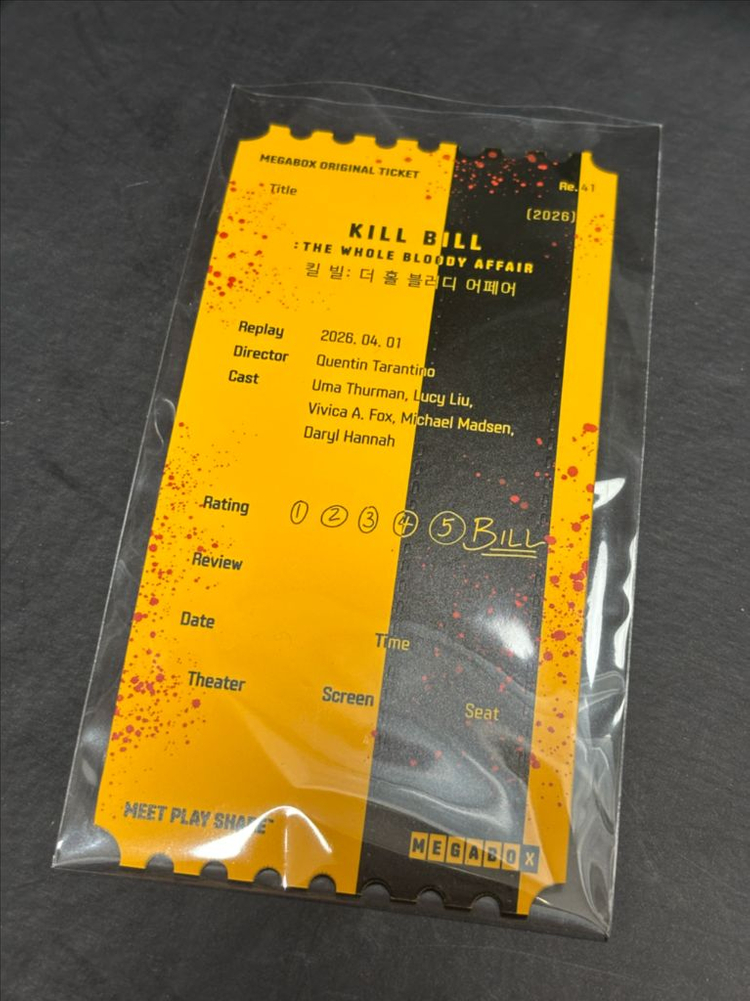 MEGABOX ORIGINAL TICKET
Re.41
Title
(2026)
KILL BILL
:THE WHOLE BLOODY AFFAIR
킬 빌: 더 홀 블러디 어페어
Replay 2026. 04. 01
Director Quentin Tarantino
Cast Uma Thurman, Lucy Liu,
Vivica A. Fox, Michael Madsen,
Daryl Hannah
Rating ① ② ③ ④ ⑤ BILL
Review
Date Time
Theater Screen Seat
MEET PLAY SHARE
MEGABOX